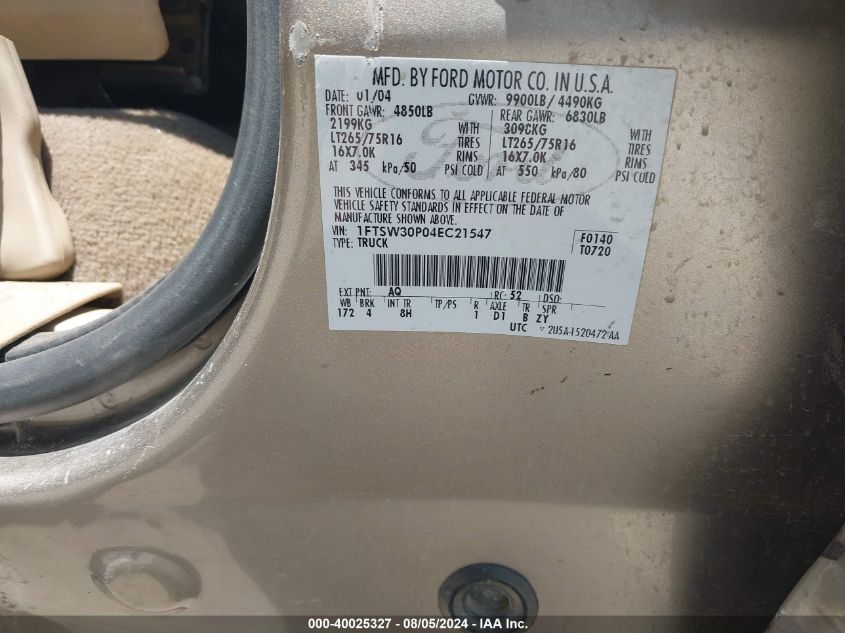 MFD. BY FORD MOTOR CO. IN U.S.A.
DATE: 01/04 GVWR: 9900LB/ 4490KG
FRONT GAWR: 4850LB REAR GAWR: 6830LB
2199KG WITH 3098KG WITH
LT265/75R16 TIRES LT265/75R16 TIRES
16X7.0K RIMS 16X7.0K RIMS
AT 345 kPa/50 PSI COLD AT 550 kPa/80 PSI COLD
THIS VEHICLE CONFORMS TO ALL APPLICABLE FEDERAL MOTOR
VEHICLE SAFETY STANDARDS IN EFFECT ON THE DATE OF
MANUFACTURE SHOWN ABOVE.
VIN: 1FTSW30P04EC21547 F0140
TYPE: TRUCK T0720
EXT PNT: AQ RC: 52 DSO:
WB BRK INT TR TP/PS R AXLE TR SPR
172 4 8H 1 D1 B ZY
UTC ▽ 2U5A-1520472-AA
Ford
000-40025327 - 08/05/2024 - IAA Inc.